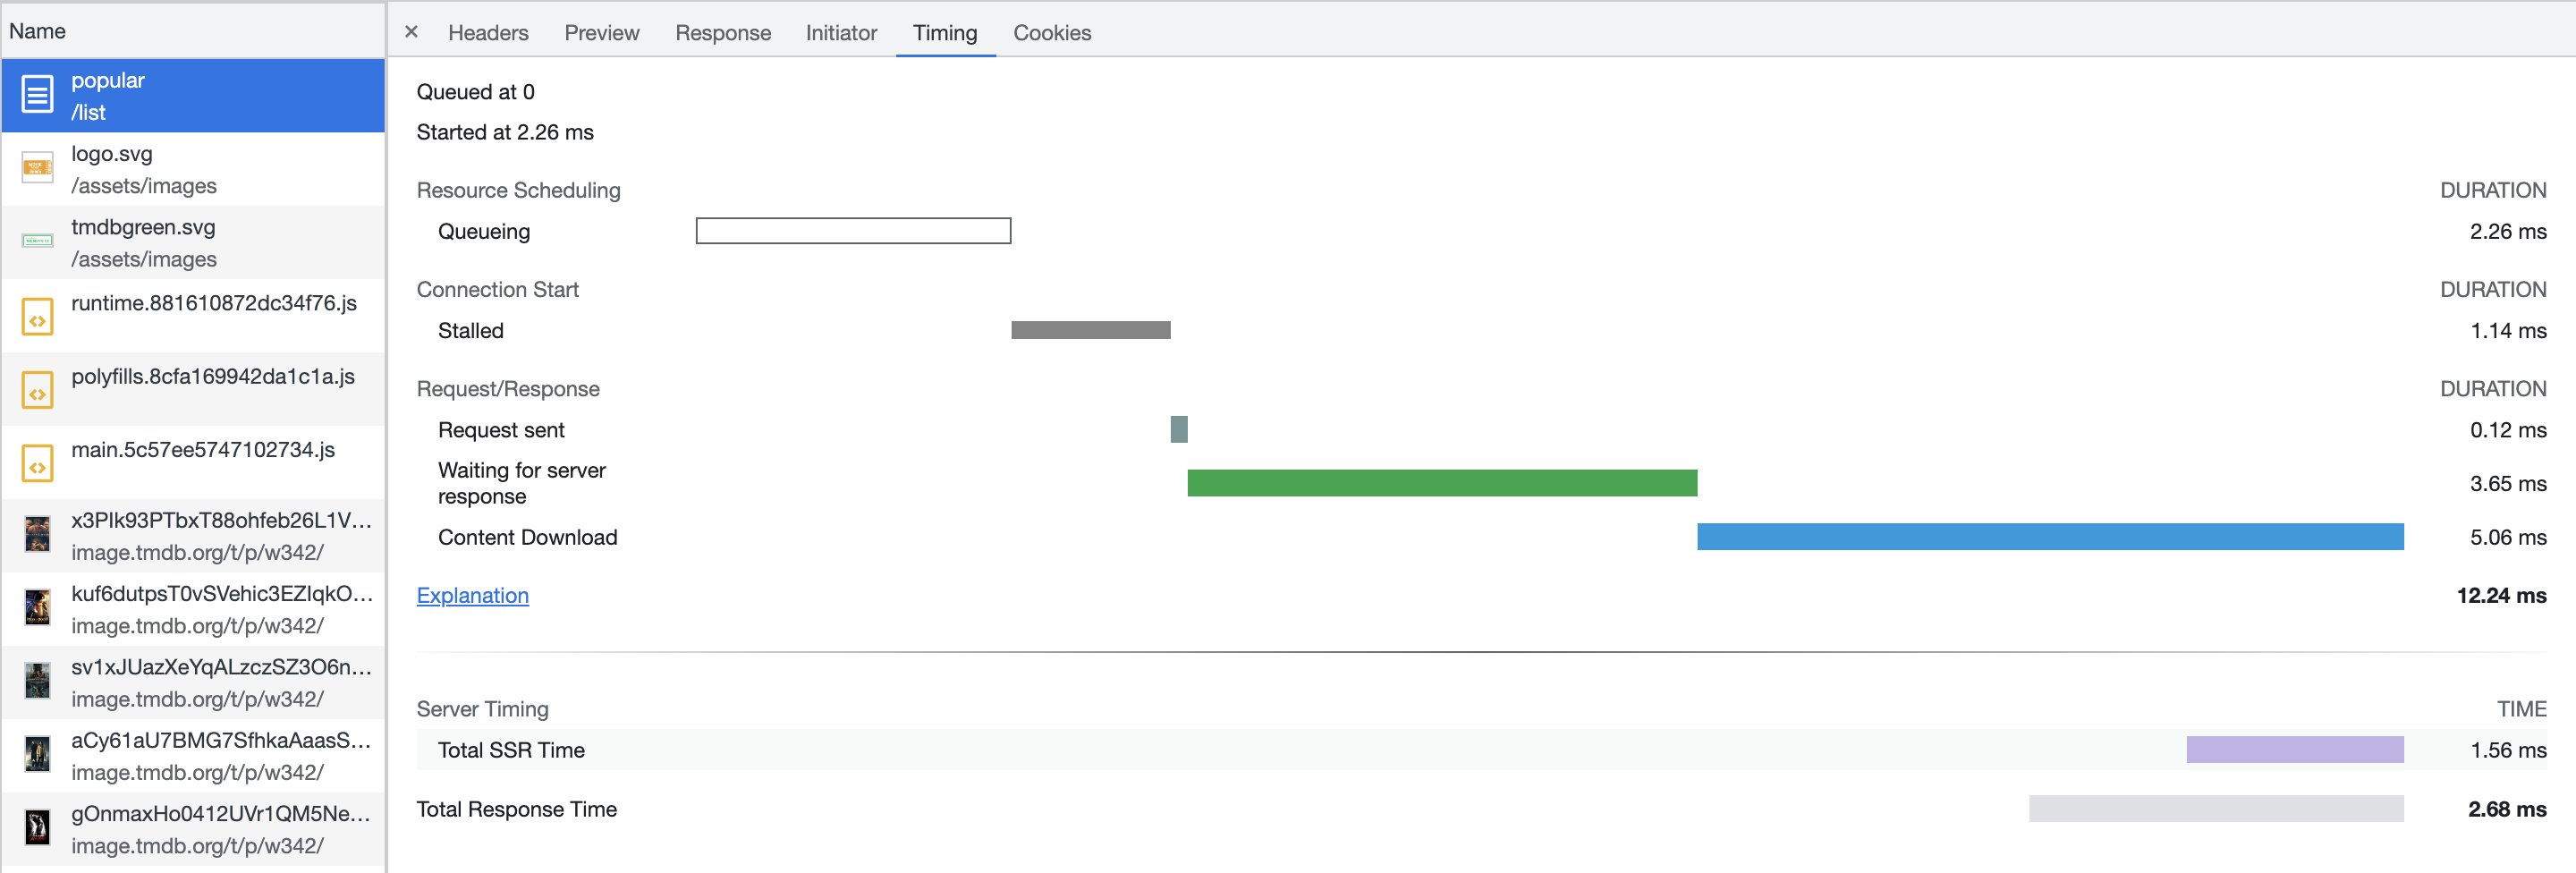 Name
popular
/list
logo.svg
/assets/images
tmdbgreen.svg
/assets/images
runtime.881610872dc34f76.js
polyfills.8cfa169942da1c1a.js
main.5c57ee5747102734.js
x3PIk93PTbxT88ohfeb26L1V...
image.tmdb.org/t/p/w342/
kuf6dutpsT0vSVehic3EZIqkO...
image.tmdb.org/t/p/w342/
sv1xJUazXeYqALzczSZ3O6n...
image.tmdb.org/t/p/w342/
aCy61aU7BMG7SfhkaAaasS...
image.tmdb.org/t/p/w342/
gOnmaxHo0412UVr1QM5Ne...
image.tmdb.org/t/p/w342/
× Headers Preview Response Initiator Timing Cookies
Queued at 0
Started at 2.26 ms
Resource Scheduling DURATION
Queueing 2.26 ms
Connection Start DURATION
Stalled 1.14 ms
Request/Response DURATION
Request sent 0.12 ms
Waiting for server
response 3.65 ms
Content Download 5.06 ms
Explanation 12.24 ms
Server Timing TIME
Total SSR Time 1.56 ms
Total Response Time 2.68 ms